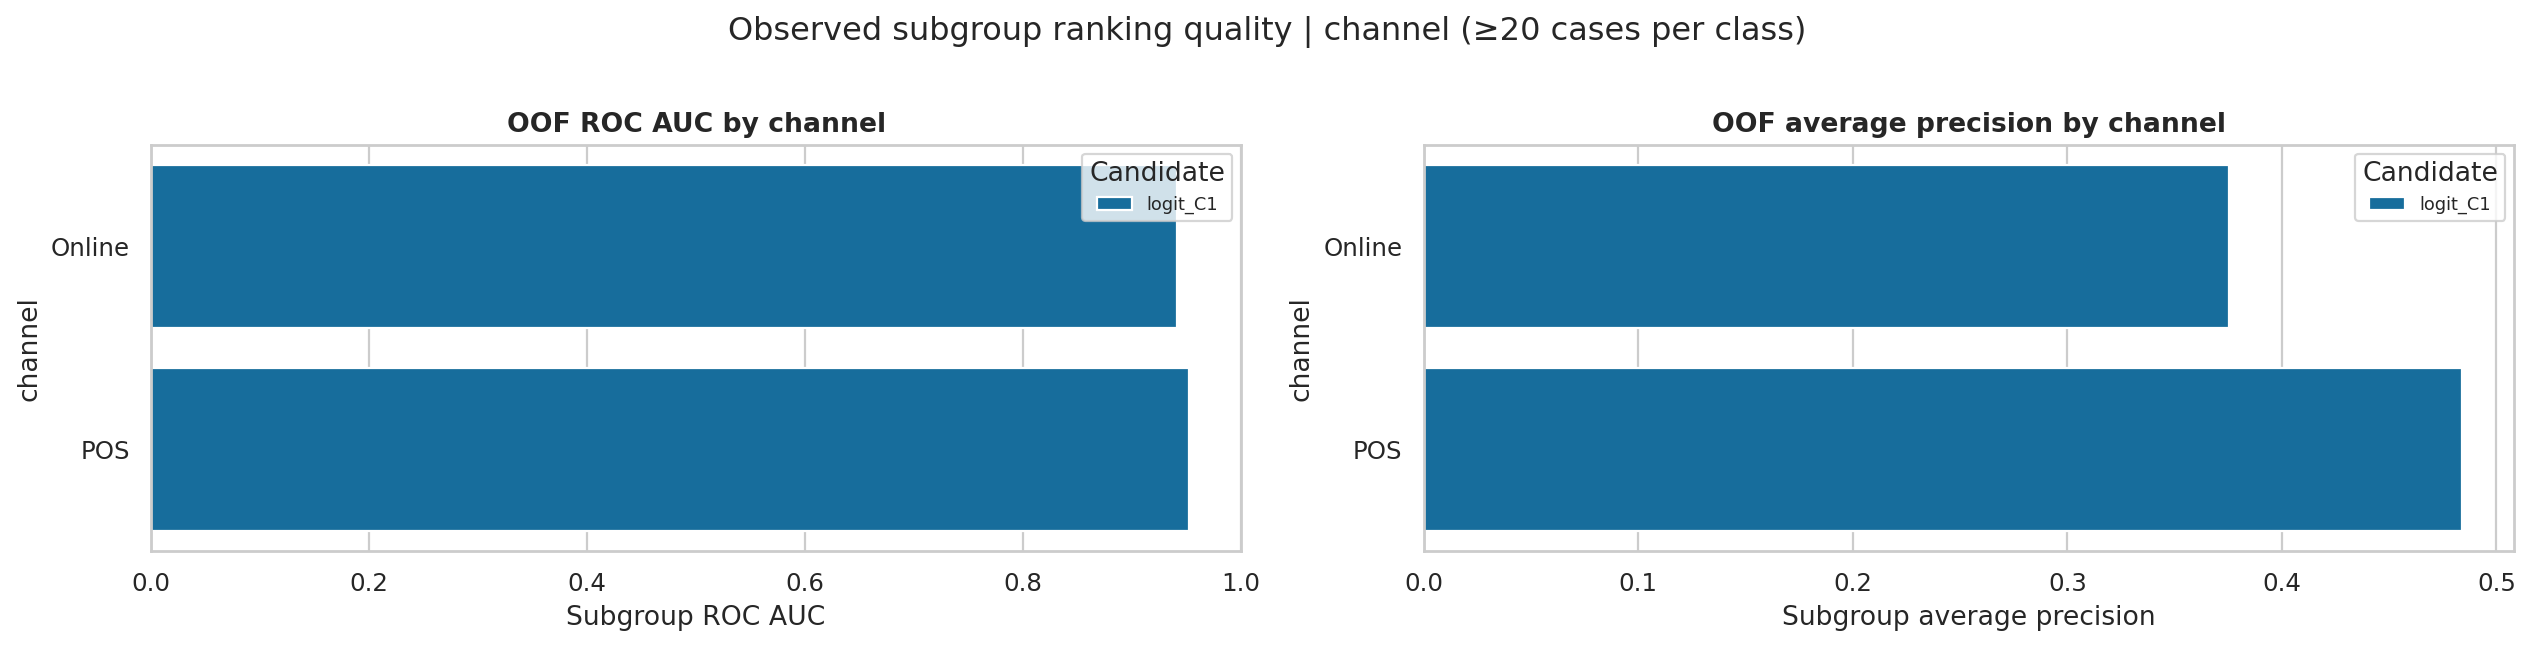 Observed subgroup ranking quality | channel (≥20 cases per class)
OOF ROC AUC by channel
Candidate
logit_C1
Online
POS
channel
0.0 0.2 0.4 0.6 0.8 1.0
Subgroup ROC AUC
OOF average precision by channel
Candidate
logit_C1
Online
POS
channel
0.0 0.1 0.2 0.3 0.4 0.5
Subgroup average precision